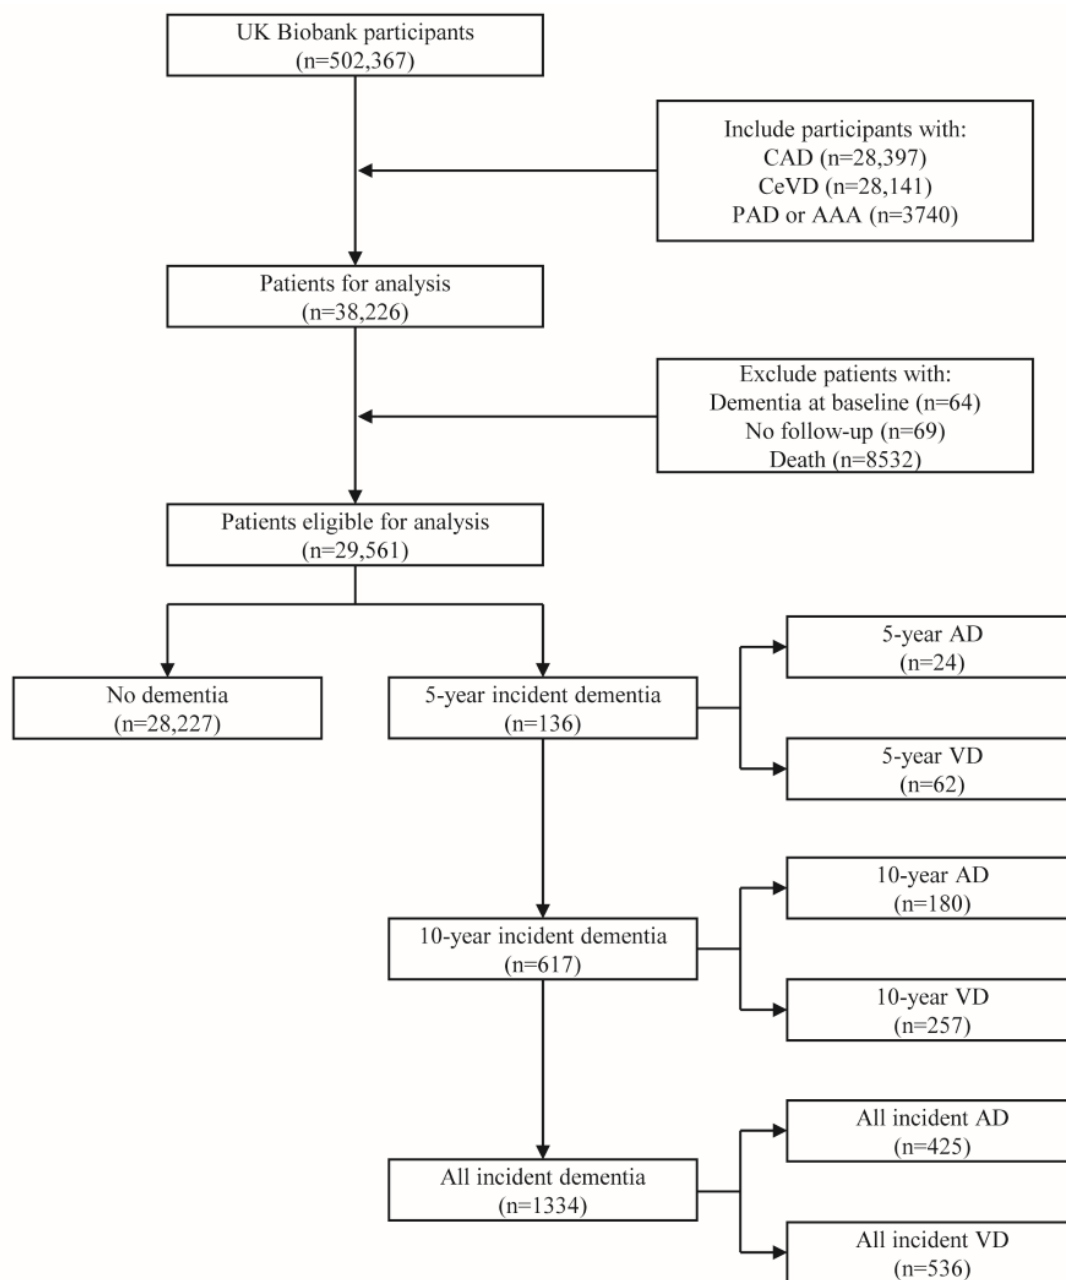 UK Biobank participants
(n=502,367)
Include participants with:
CAD (n=28,397)
CeVD (n=28,141)
PAD or AAA (n=3740)
Patients for analysis
(n=38,226)
Exclude patients with:
Dementia at baseline (n=64)
No follow-up (n=69)
Death (n=8532)
Patients eligible for analysis
(n=29,561)
No dementia
(n=28,227)
5-year incident dementia
(n=136)
5-year AD
(n=24)
5-year VD
(n=62)
10-year incident dementia
(n=617)
10-year AD
(n=180)
10-year VD
(n=257)
All incident dementia
(n=1334)
All incident AD
(n=425)
All incident VD
(n=536)